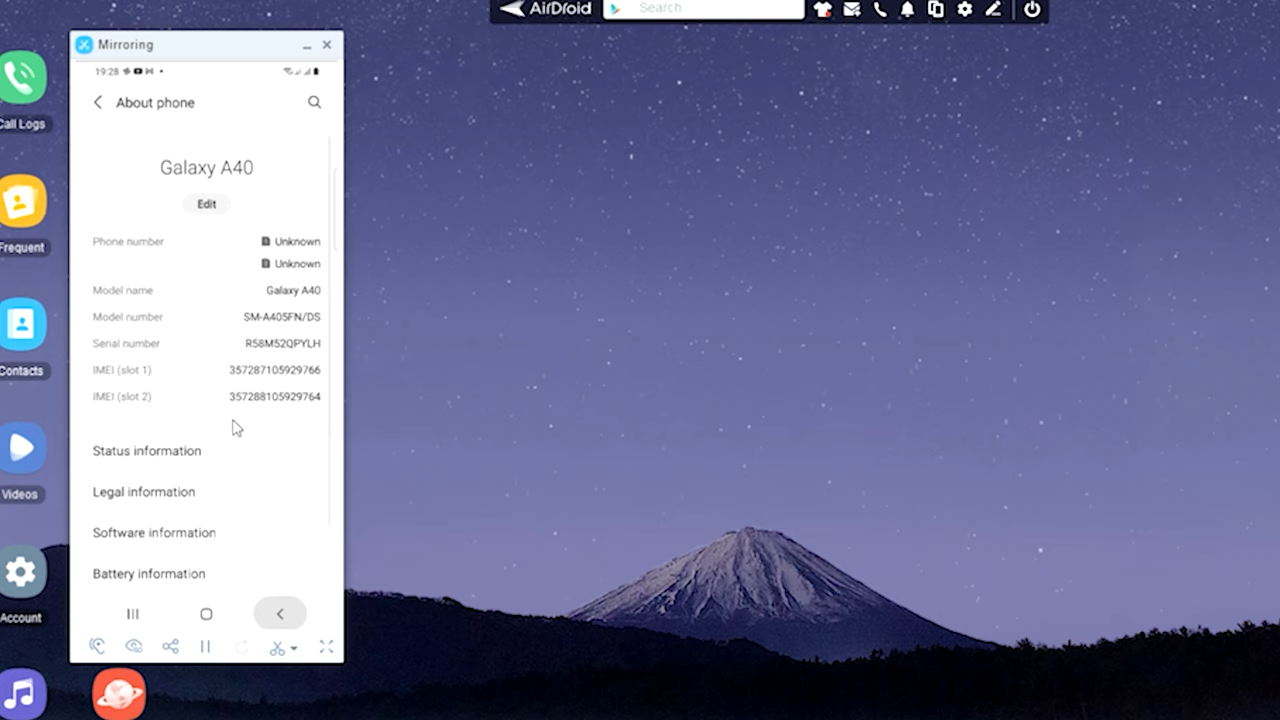 AirDroid
Search
Mirroring
19:28
About phone
Galaxy A40
Edit
Phone number Unknown
Unknown
Model name Galaxy A40
Model number SM-A405FN/DS
Serial number R58M52QPYLH
IMEI (slot 1) 357287105929766
IMEI (slot 2) 357288105929764
Status information
Legal information
Software information
Battery information
Call Logs
Frequent
Contacts
Videos
Account